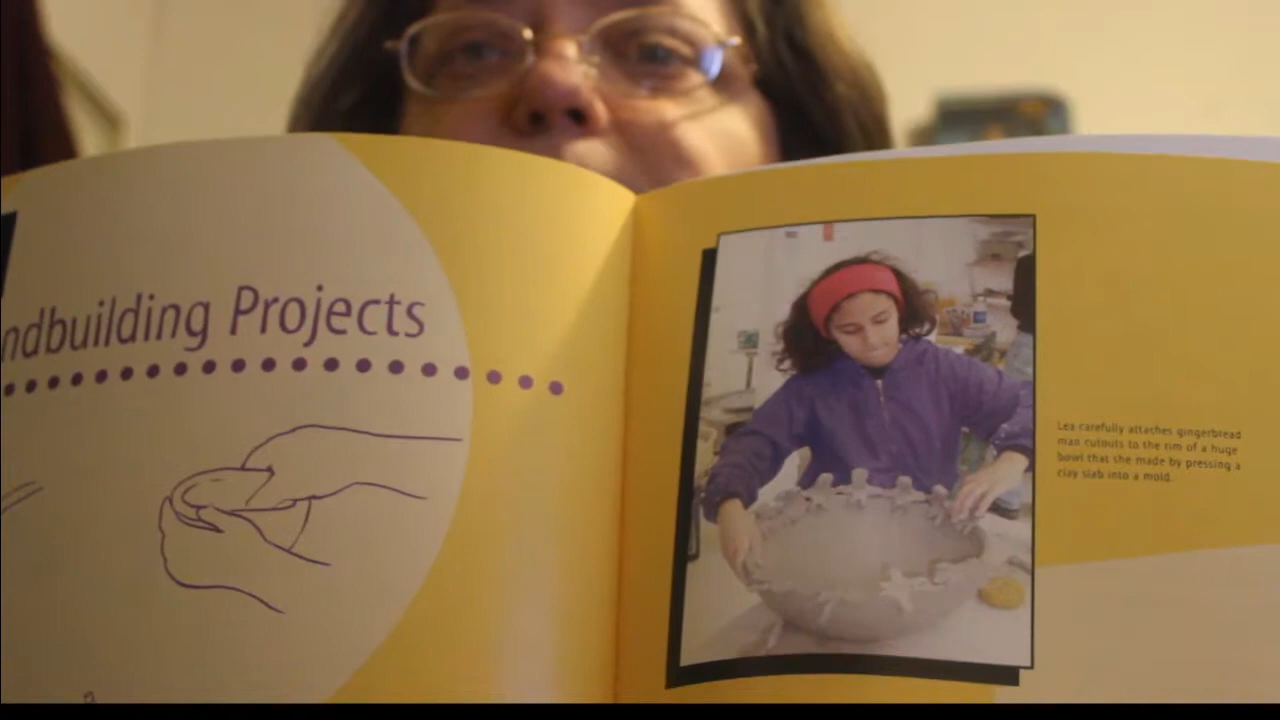 ndbuilding Projects
Lea carefully attaches gingerbread
man cutouts to the rim of a huge
bowl that she made by pressing a
clay slab into a mold.